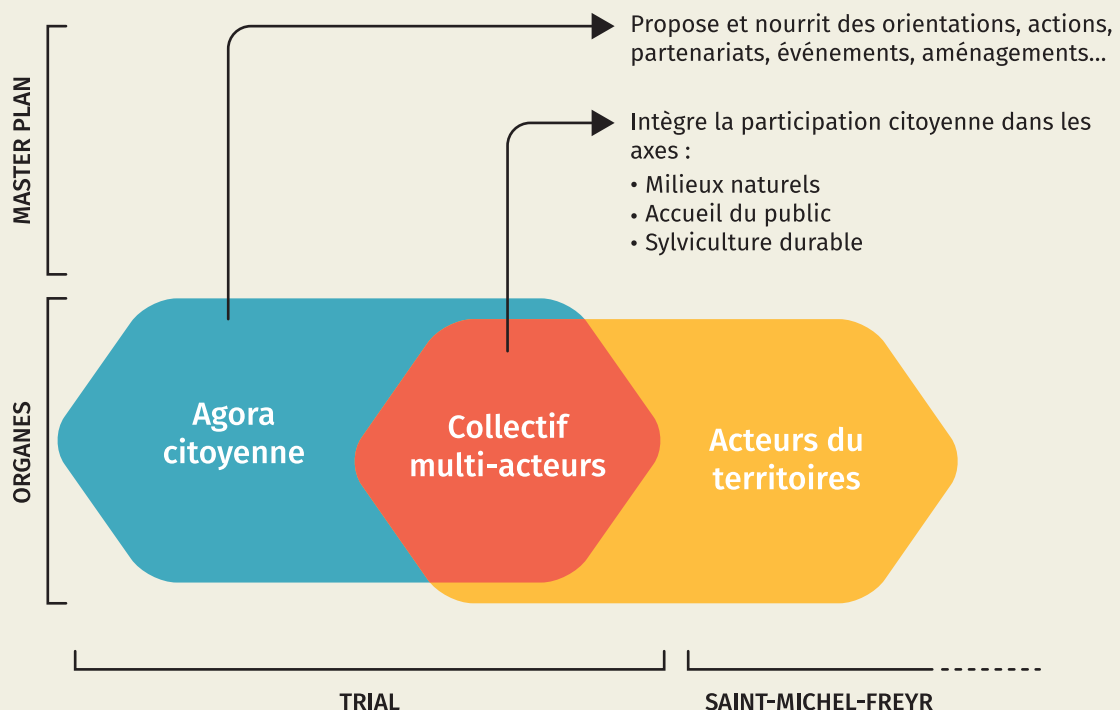 MASTER PLAN
Propose et nourrit des orientations, actions,
partenariats, événements, aménagements...
Intègre la participation citoyenne dans les
axes :
• Milieux naturels
• Accueil du public
• Sylviculture durable
ORGANES
Agora
citoyenne
Collectif
multi-acteurs
Acteurs du
territoires
TRIAL
SAINT-MICHEL-FREYR